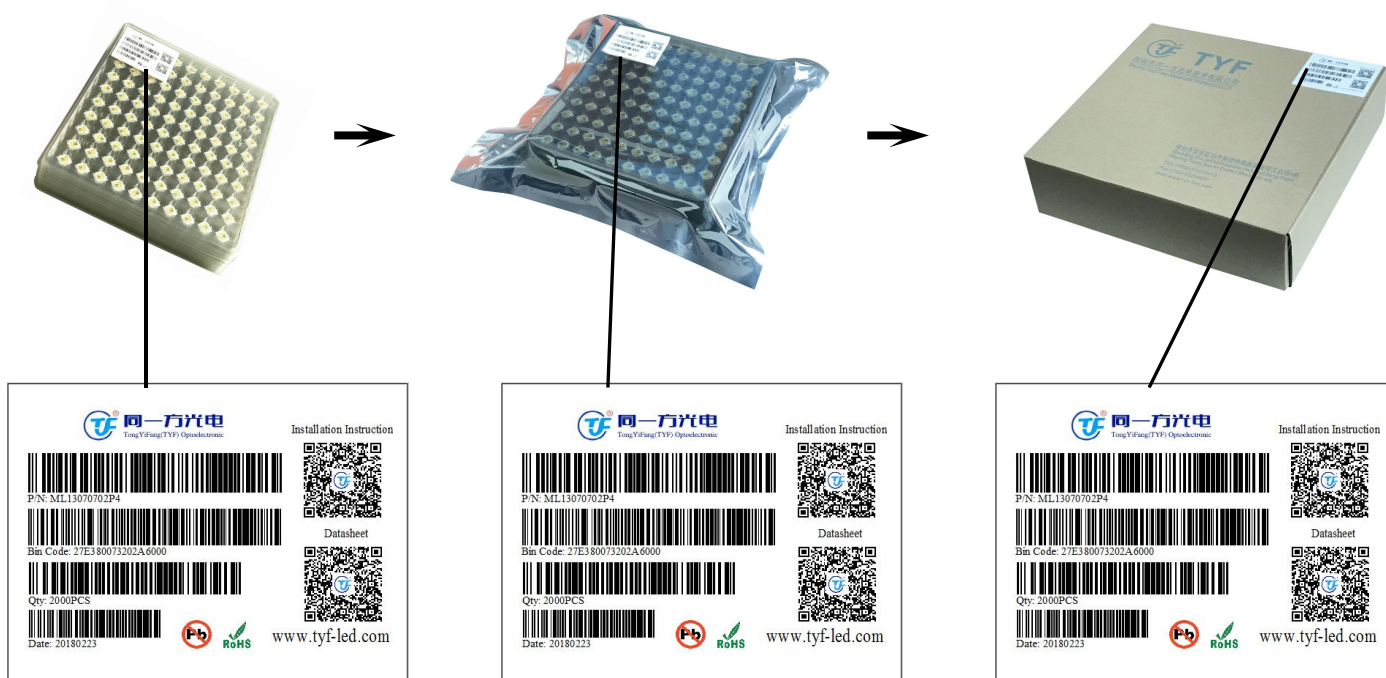 TYF
同一方光电
TongYiFang(TYF) Optoelectronic
Installation Instruction
P/N: ML13070702P4
Datasheet
Bin Code: 27E380073202A6000
Qty: 2000PCS
Date: 20180223
Pb
RoHS
www.tyf-led.com
同一方光电
TongYiFang(TYF) Optoelectronic
Installation Instruction
P/N: ML13070702P4
Datasheet
Bin Code: 27E380073202A6000
Qty: 2000PCS
Date: 20180223
Pb
RoHS
www.tyf-led.com
同一方光电
TongYiFang(TYF) Optoelectronic
Installation Instruction
P/N: ML13070702P4
Datasheet
Bin Code: 27E380073202A6000
Qty: 2000PCS
Date: 20180223
Pb
RoHS
www.tyf-led.com